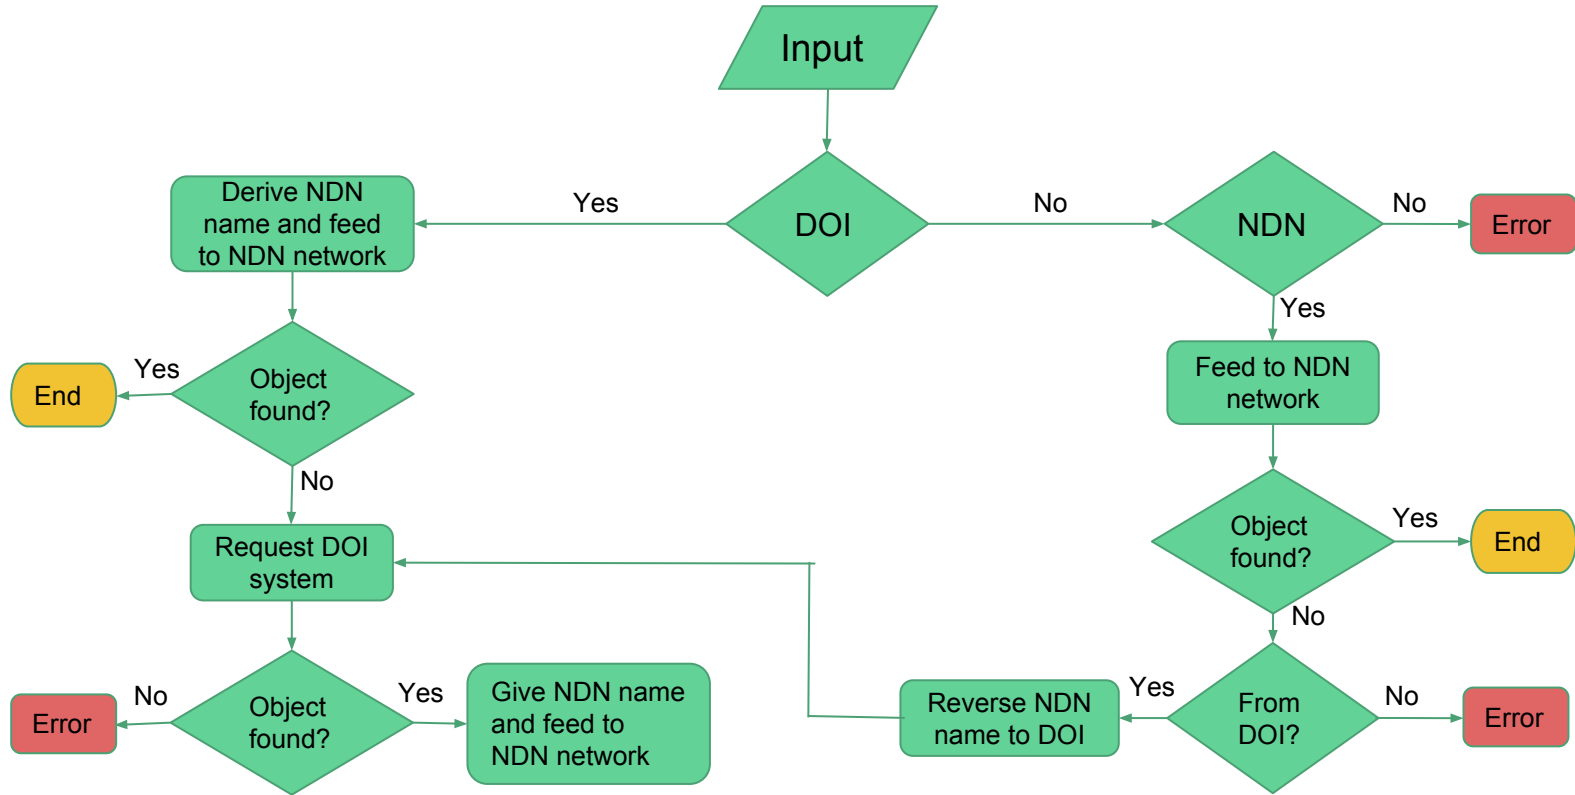 Input
Derive NDN
name and feed
to NDN network
Yes
DOI
No
NDN
No
Error
Yes
End
Yes
Object
found?
Feed to NDN
network
No
Request DOI
system
Object
found?
Yes
End
No
Error
No
Object
found?
Yes
Give NDN name
and feed to
NDN network
Reverse NDN
name to DOI
Yes
From
DOI?
No
Error